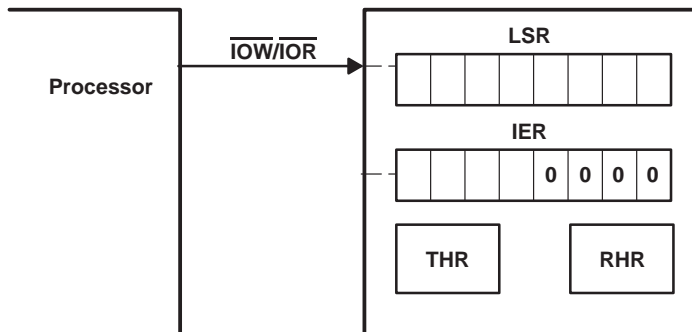 LSR
IOW/IOR
Processor
IER
0 0 0 0
THR RHR